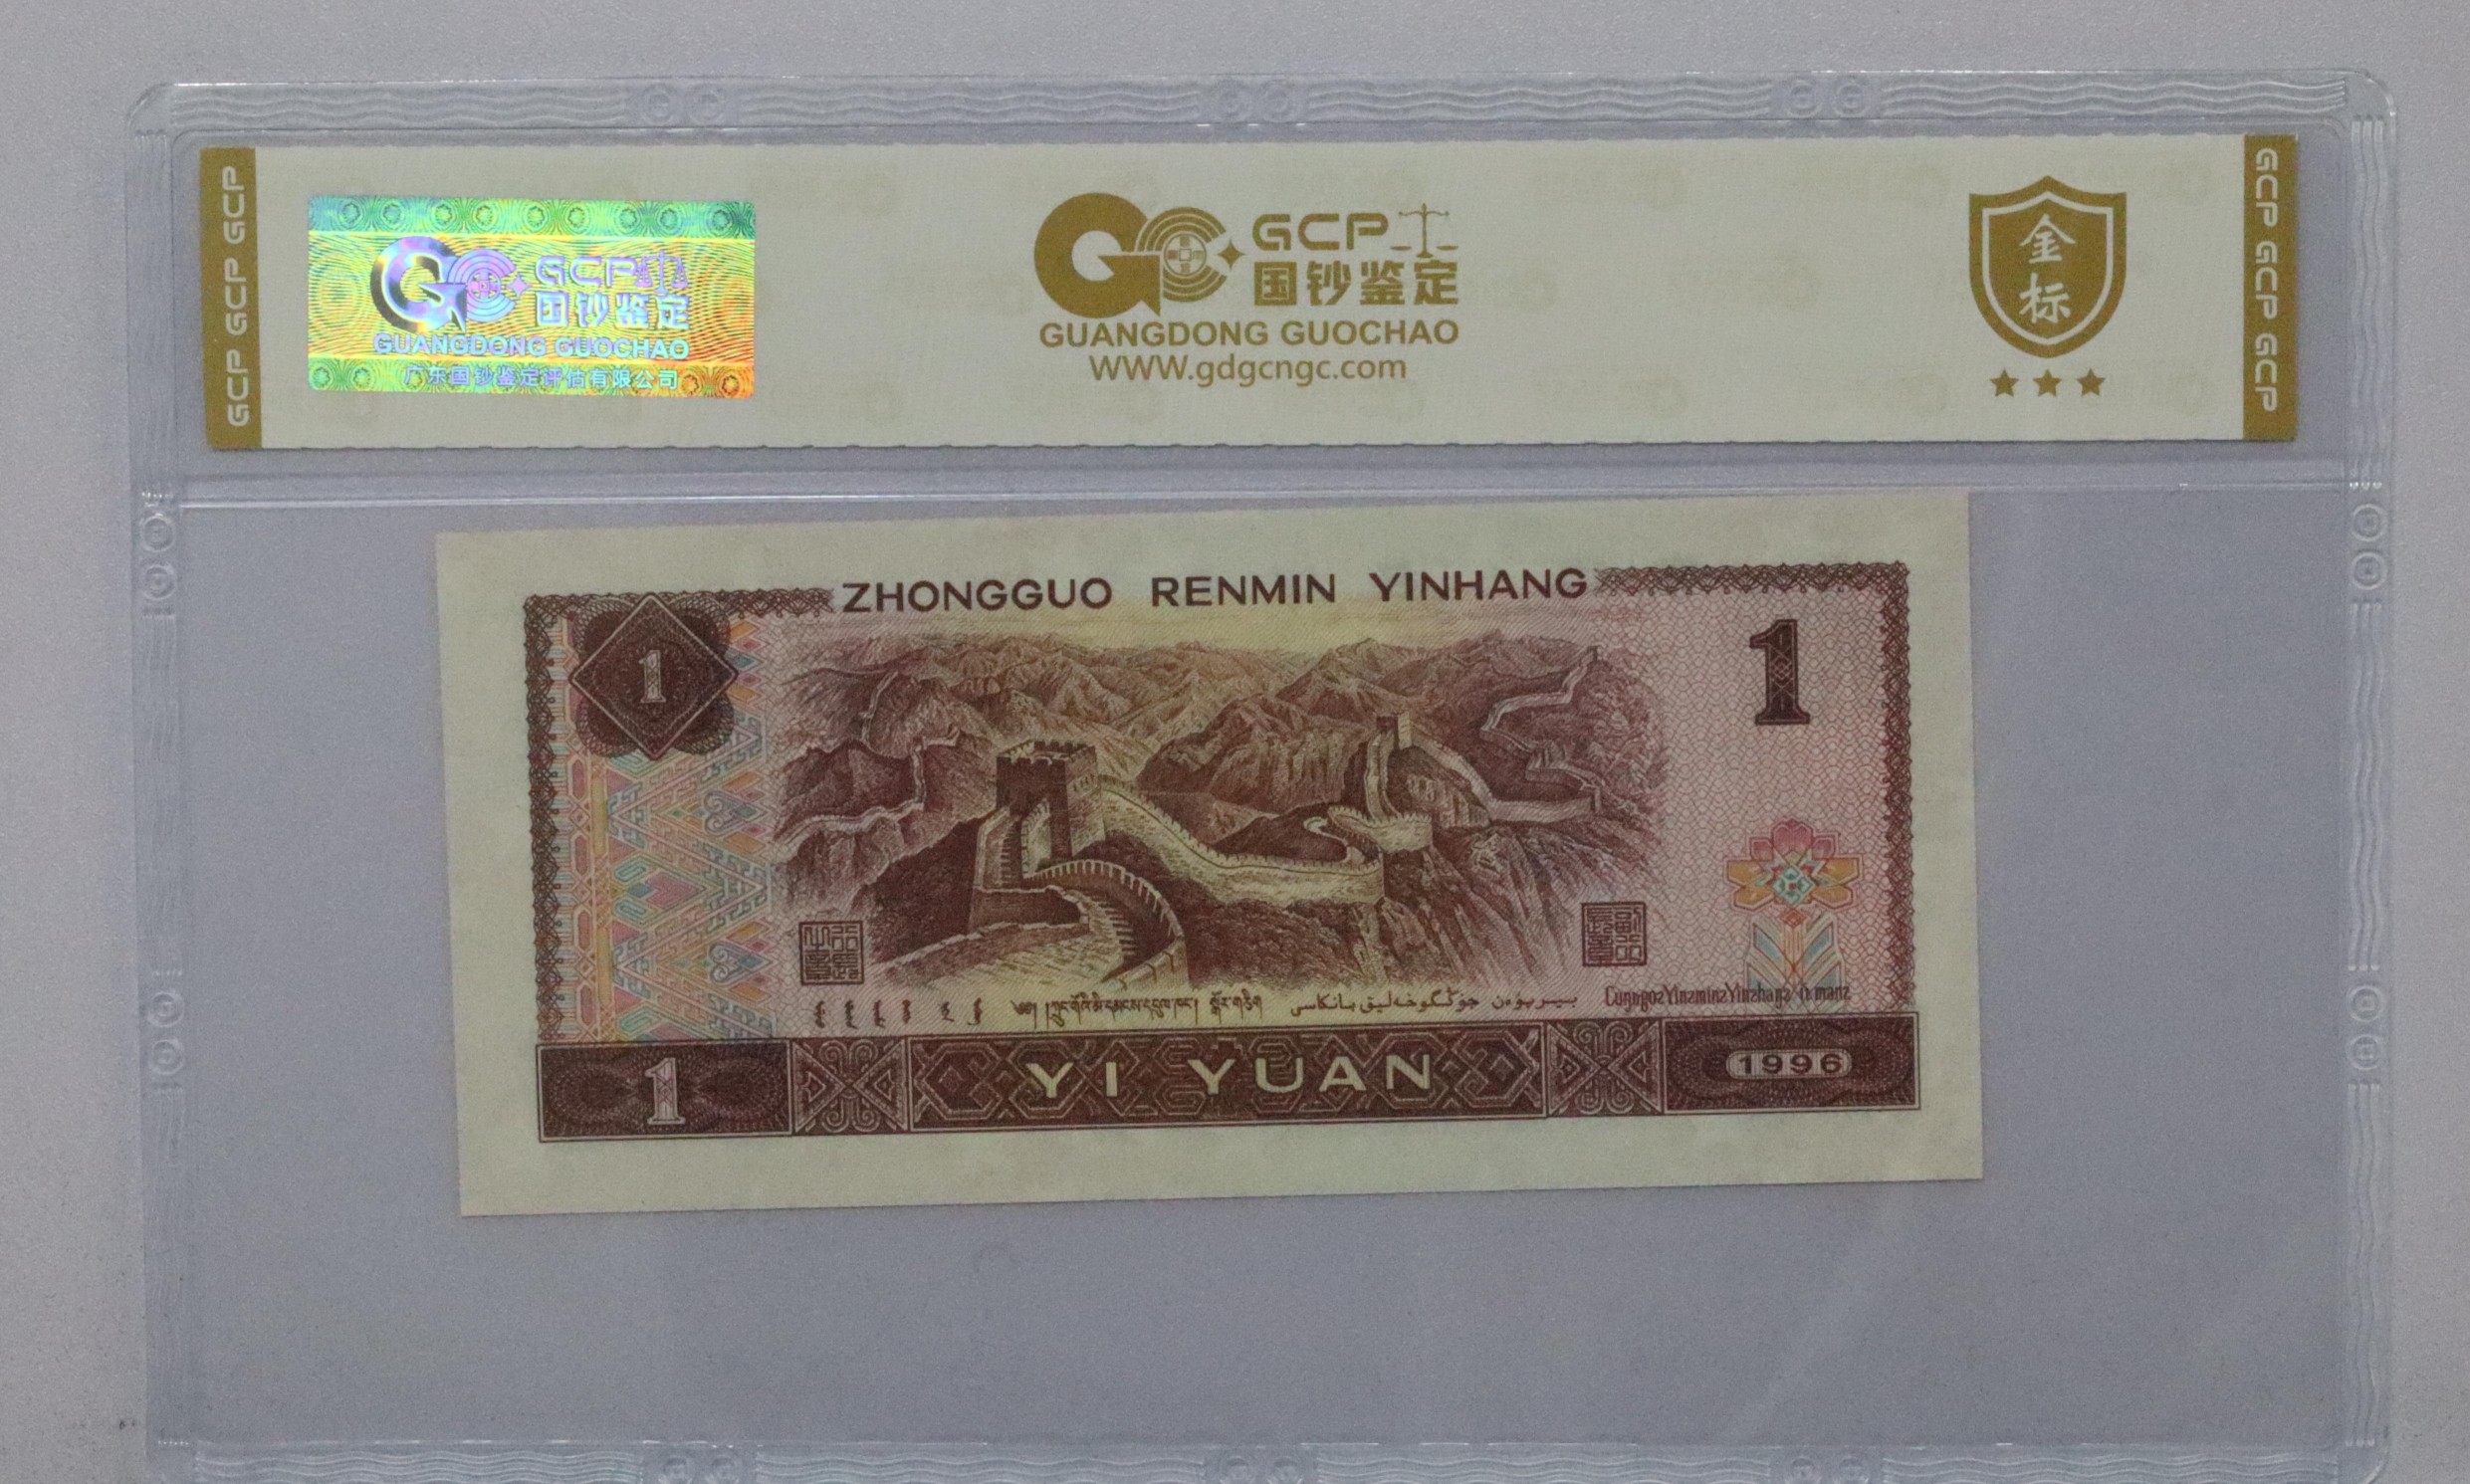 GCP GCP GCP
GCP
国钞鉴定
GUANGDONG GUOCHAO
广东国钞鉴定评估有限公司
GCP
国钞鉴定
GUANGDONG GUOCHAO
WWW.gdgcngc.com
金
标
GCP GCP GCP
ZHONGGUO RENMIN YINHANG
1
1
YI YUAN
1
1996